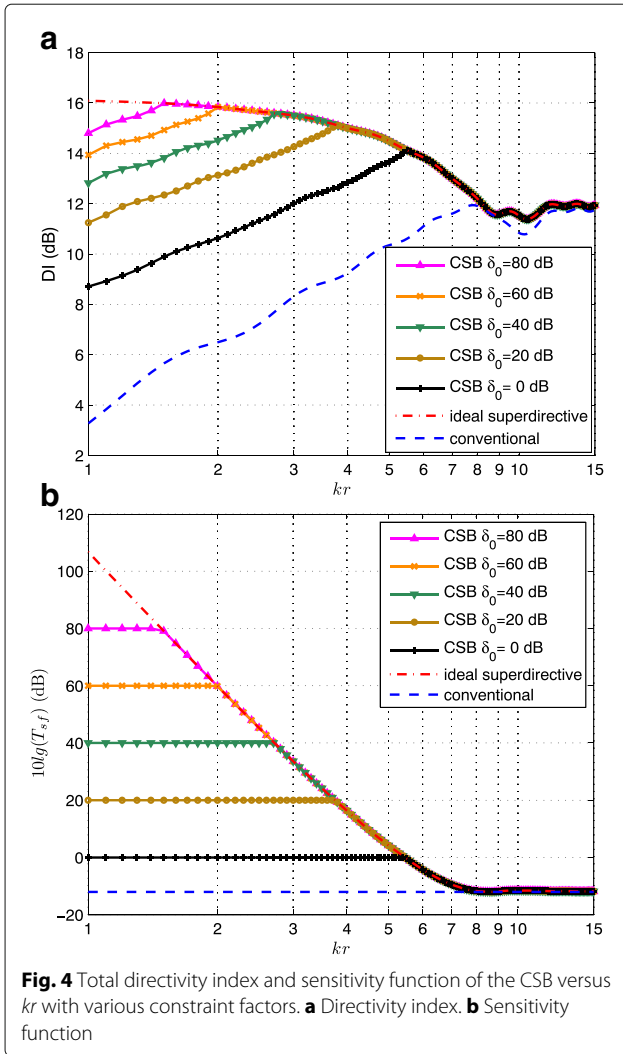 a
18
16
14
12
10
8
6
4
2
DI (dB)
CSB δ₀=80 dB
CSB δ₀=60 dB
CSB δ₀=40 dB
CSB δ₀=20 dB
CSB δ₀= 0 dB
ideal superdirective
conventional
1 2 3 4 5 6 7 8 9 10 15
kr
b
120
100
80
60
40
20
0
−20
10lg(T_sf) (dB)
CSB δ₀=80 dB
CSB δ₀=60 dB
CSB δ₀=40 dB
CSB δ₀=20 dB
CSB δ₀= 0 dB
ideal superdirective
conventional
1 2 3 4 5 6 7 8 9 10 15
kr
Fig. 4 Total directivity index and sensitivity function of the CSB versus
kr with various constraint factors. a Directivity index. b Sensitivity
function